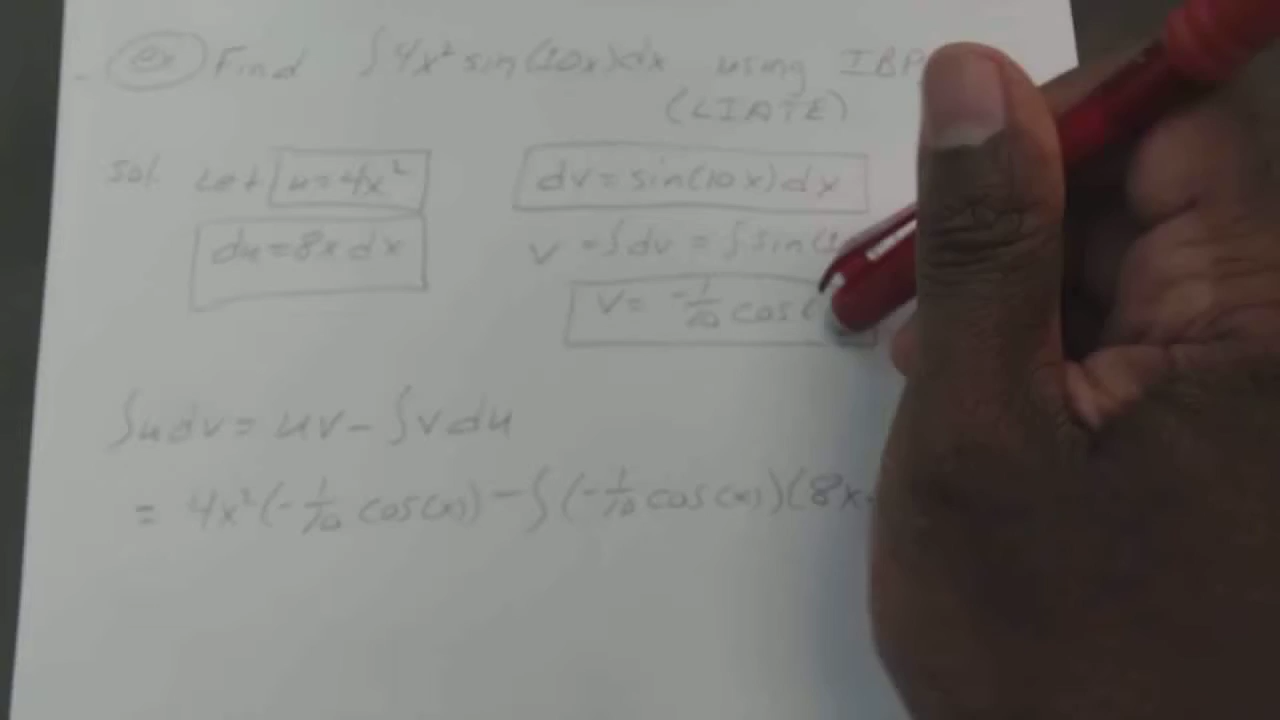 ex Find ∫ 4x² sin(10x)dx using IBP
(LIATE)
Sol. Let u = 4x² dv = sin(10x)dx
du = 8x dx v = ∫dv = ∫ sin(1
v = -1/10 cos(
∫udv = uv - ∫vdu
= 4x²(-1/10 cos(x)) - ∫(-1/10 cos(x))(8x